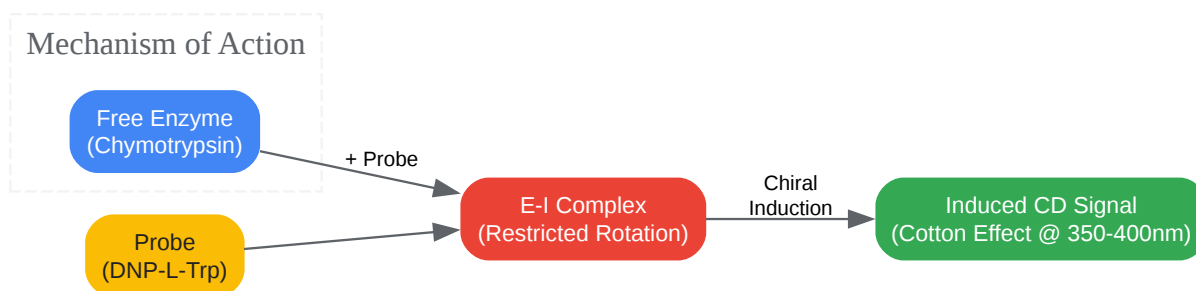 Mechanism of Action
Free Enzyme
(Chymotrypsin)
+ Probe
Probe
(DNP-L-Trp)
E-I Complex
(Restricted Rotation)
Chiral
Induction
Induced CD Signal
(Cotton Effect @ 350-400nm)